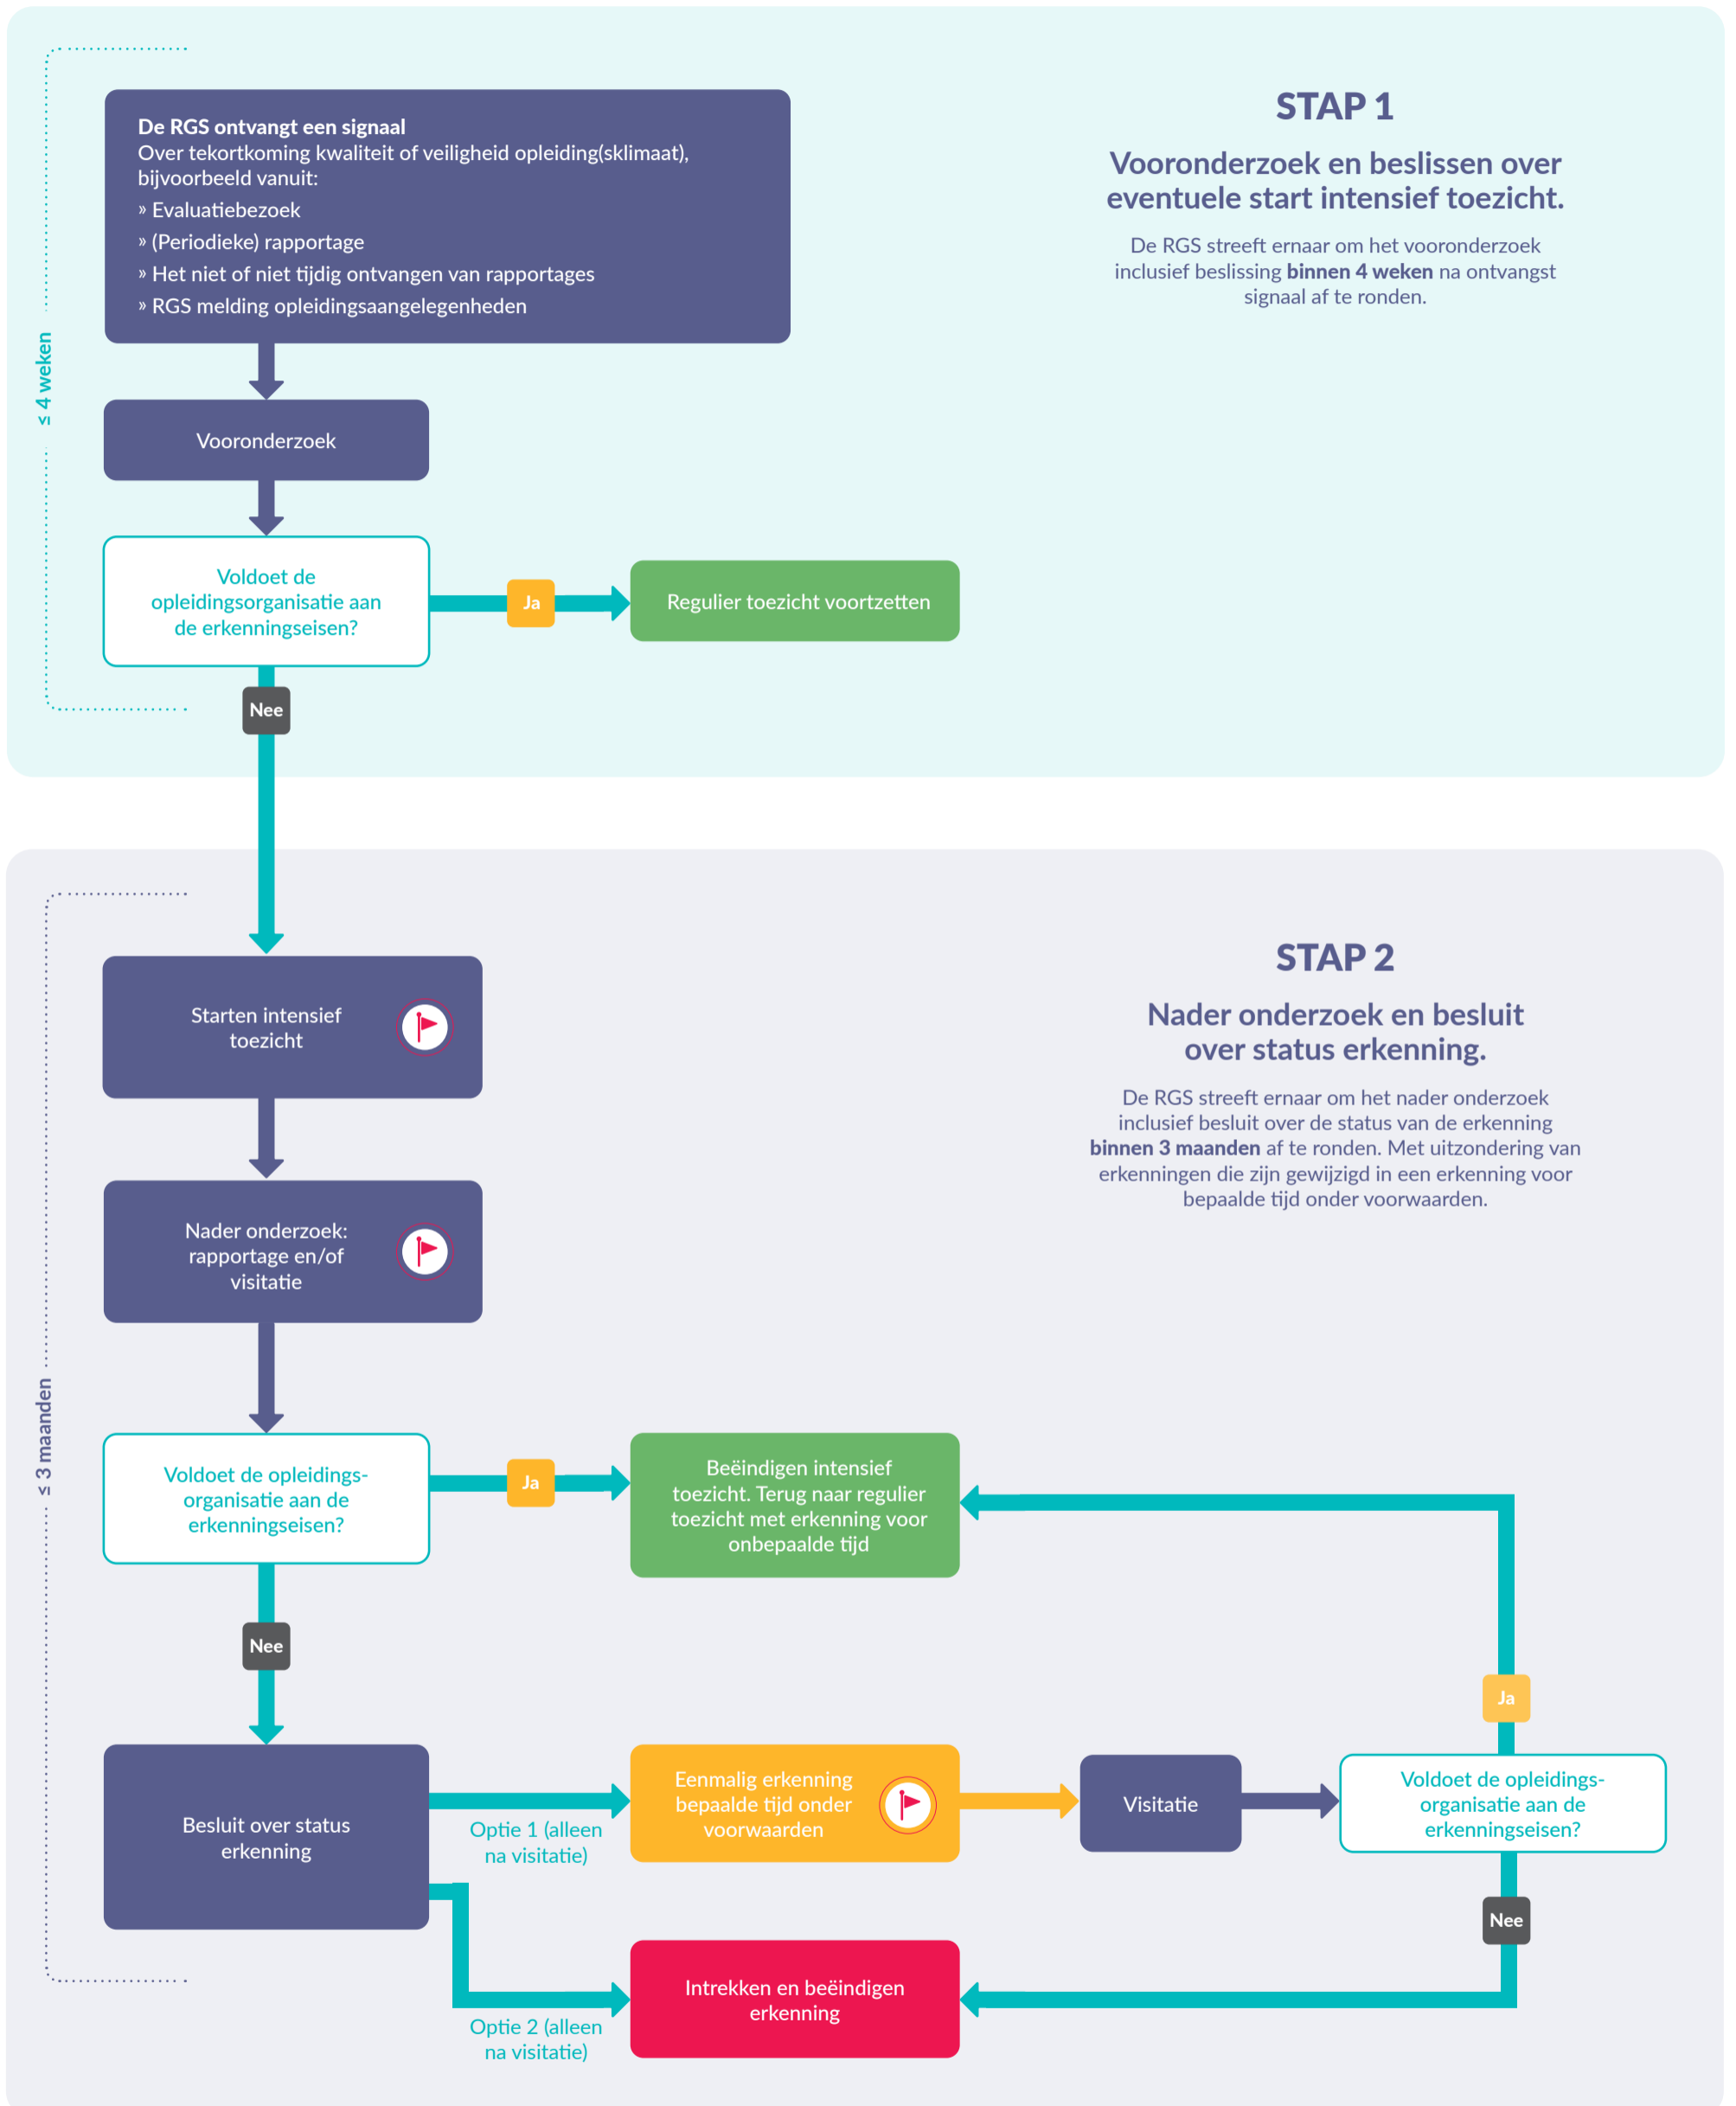 De RGS ontvangt een signaal
Over tekortkoming kwaliteit of veiligheid opleiding(sklimaat),
bijvoorbeeld vanuit:
» Evaluatiebezoek
» (Periodieke) rapportage
» Het niet of niet tijdig ontvangen van rapportages
» RGS melding opleidingsaangelegenheden
STAP 1
Vooronderzoek en beslissen over
eventuele start intensief toezicht.
De RGS streeft ernaar om het vooronderzoek
inclusief beslissing binnen 4 weken na ontvangst
signaal af te ronden.
≤ 4 weken
Vooronderzoek
Voldoet de
opleidingsorganisatie aan
de erkenningseisen?
Ja
Regulier toezicht voortzetten
Nee
STAP 2
Nader onderzoek en besluit
over status erkenning.
De RGS streeft ernaar om het nader onderzoek
inclusief besluit over de status van de erkenning
binnen 3 maanden af te ronden. Met uitzondering van
erkenningen die zijn gewijzigd in een erkenning voor
bepaalde tijd onder voorwaarden.
Starten intensief
toezicht
Nader onderzoek:
rapportage en/of
visitatie
≤ 3 maanden
Voldoet de opleidings-
organisatie aan de
erkenningseisen?
Ja
Beëindigen intensief
toezicht. Terug naar regulier
toezicht met erkenning voor
onbepaalde tijd
Nee
Besluit over status
erkenning
Optie 1 (alleen
na visitatie)
Eenmalig erkenning
bepaalde tijd onder
voorwaarden
Visitatie
Ja
Voldoet de opleidings-
organisatie aan de
erkenningseisen?
Nee
Optie 2 (alleen
na visitatie)
Intrekken en beëindigen
erkenning